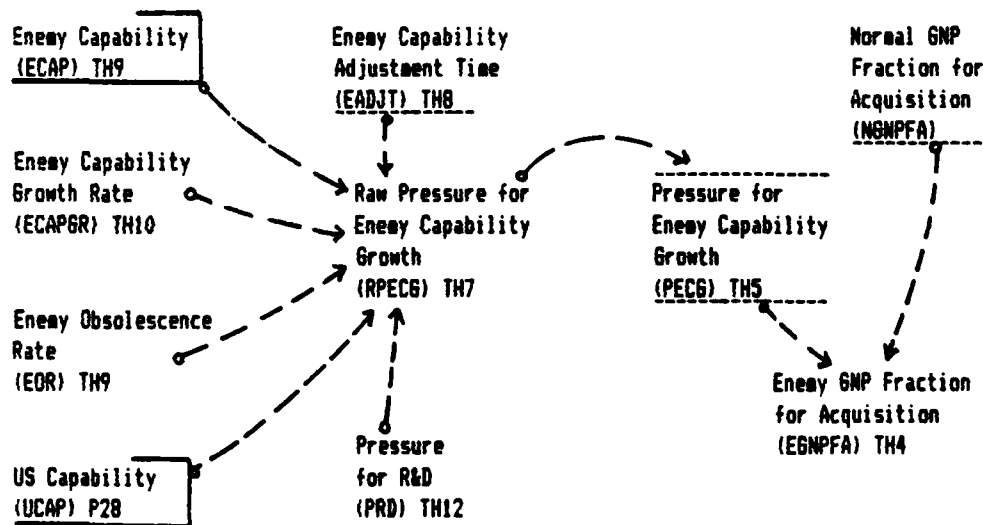 Enemy Capability
(ECAP) TH9
Enemy Capability
Adjustment Time
(EADJT) TH8
Normal GNP
Fraction for
Acquisition
(NGNPFA)
Enemy Capability
Growth Rate
(ECAPGR) TH10
Raw Pressure for
Enemy Capability
Growth
(RPECG) TH7
Pressure for
Enemy Capability
Growth
(PECG) TH5
Enemy Obsolescence
Rate
(EOR) TH9
Enemy GNP Fraction
for Acquisition
(EGNPFA) TH4
US Capability
(UCAP) P28
Pressure
for R&D
(PRD) TH12